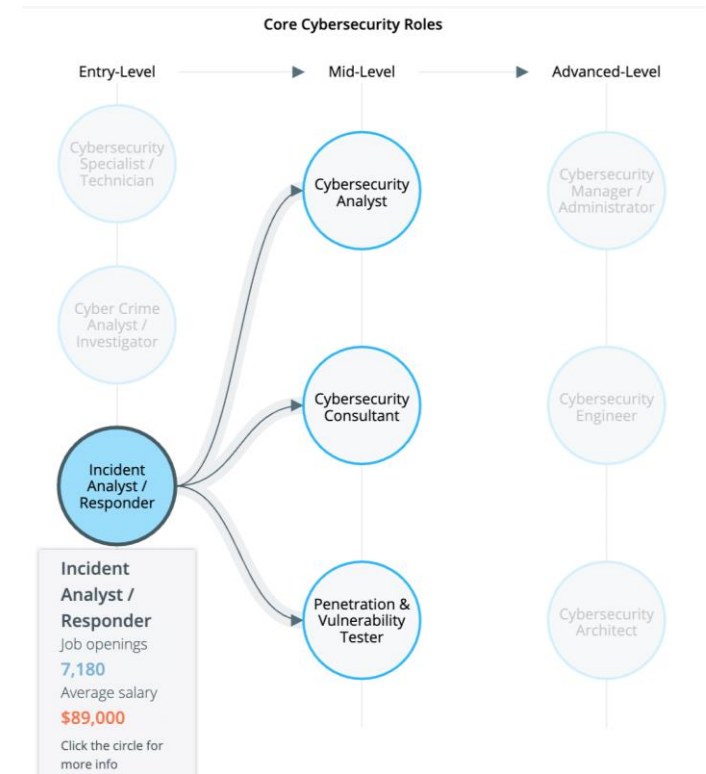 Core Cybersecurity Roles
Entry-Level
Mid-Level
Advanced-Level
Cybersecurity
Specialist /
Technician
Cyber Crime
Analyst /
Investigator
Incident
Analyst /
Responder
Cybersecurity
Analyst
Cybersecurity
Consultant
Penetration &
Vulnerability
Tester
Cybersecurity
Manager /
Administrator
Cybersecurity
Engineer
Cybersecurity
Architect
Incident
Analyst /
Responder
Job openings
7,180
Average salary
$89,000
Click the circle for
more info